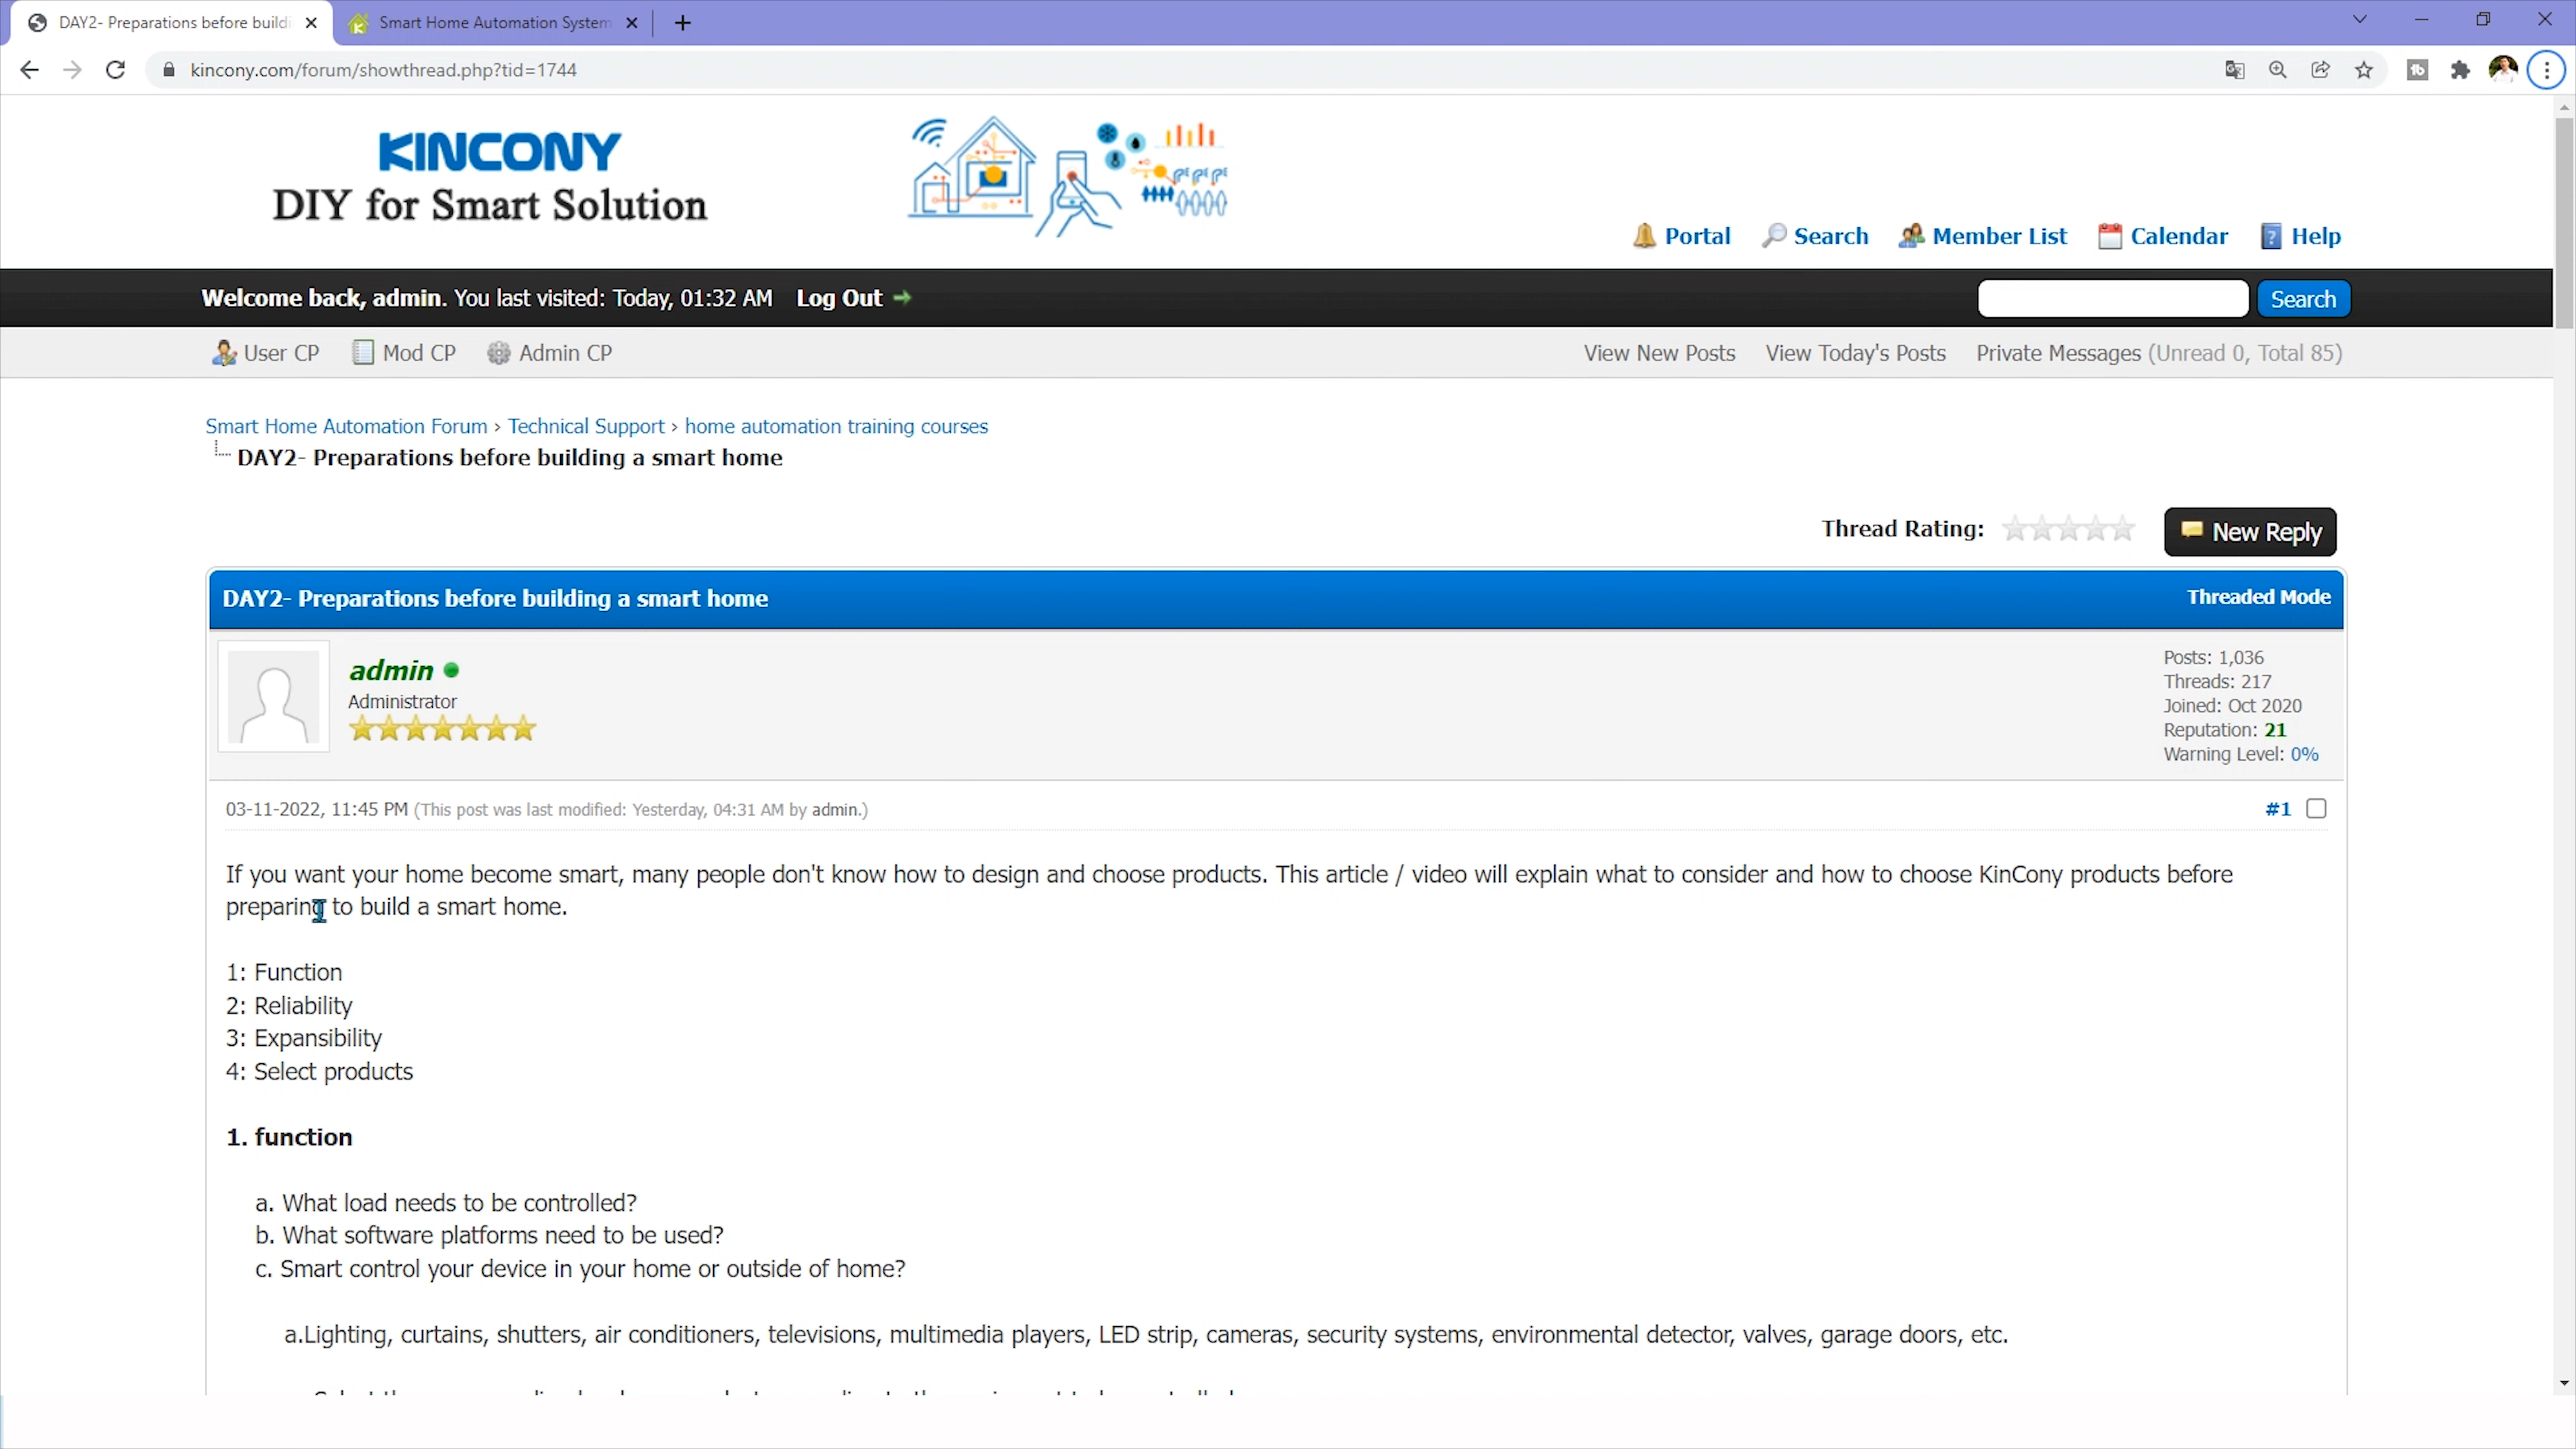 DAY2- Preparations before buildi
Smart Home Automation System
kincony.com/forum/showthread.php?tid=1744
KINCONY
DIY for Smart Solution
Portal
Search
Member List
Calendar
Help
Welcome back, admin. You last visited: Today, 01:32 AM Log Out
Search
User CP
Mod CP
Admin CP
View New Posts
View Today's Posts
Private Messages (Unread 0, Total 85)
Smart Home Automation Forum › Technical Support › home automation training courses
DAY2- Preparations before building a smart home
Thread Rating:
New Reply
DAY2- Preparations before building a smart home
Threaded Mode
admin
Administrator
Posts: 1,036
Threads: 217
Joined: Oct 2020
Reputation: 21
Warning Level: 0%
03-11-2022, 11:45 PM (This post was last modified: Yesterday, 04:31 AM by admin.)
#1
If you want your home become smart, many people don't know how to design and choose products. This article / video will explain what to consider and how to choose KinCony products before
preparing to build a smart home.
1: Function
2: Reliability
3: Expansibility
4: Select products
1. function
a. What load needs to be controlled?
b. What software platforms need to be used?
c. Smart control your device in your home or outside of home?
a.Lighting, curtains, shutters, air conditioners, televisions, multimedia players, LED strip, cameras, security systems, environmental detector, valves, garage doors, etc.